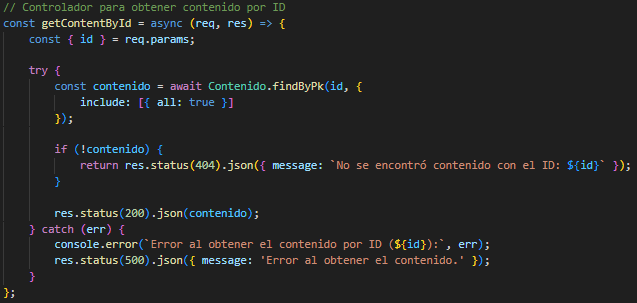 // Controlador para obtener contenido por ID
const getContentById = async (req, res) => {
    const { id } = req.params;

    try {
        const contenido = await Contenido.findByPk(id, {
            include: [{ all: true }]
        });

        if (!contenido) {
            return res.status(404).json({ message: `No se encontró contenido con el ID: ${id}` });
        }

        res.status(200).json(contenido);
    } catch (err) {
        console.error(`Error al obtener el contenido por ID (${id}):`, err);
        res.status(500).json({ message: 'Error al obtener el contenido.' });
    }
};